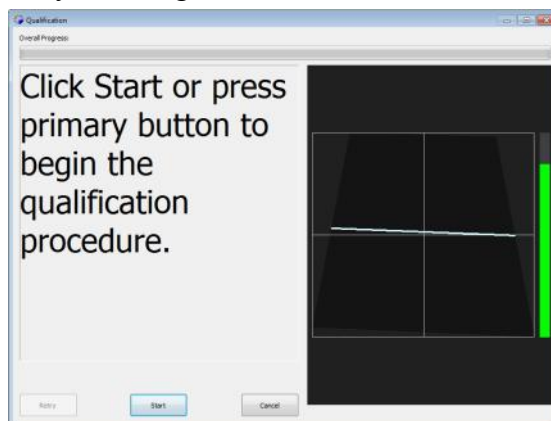 Qualification
Overall Progress:
Click Start or press
primary button to
begin the
qualification
procedure.
Retry
Start
Cancel